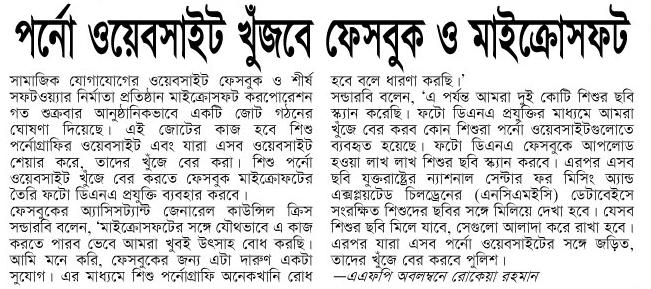 পর্নো ওয়েবসাইট খুঁজবে ফেসবুক ও মাইক্রোসফট
সামাজিক যোগাযোগের ওয়েবসাইট ফেসবুক ও শীর্ষ
সফটওয়্যার নির্মাতা প্রতিষ্ঠান মাইক্রোসফট করপোরেশন
গত শুক্রবার আনুষ্ঠানিকভাবে একটি জোট গঠনের
ঘোষণা দিয়েছে। এই জোটের কাজ হবে শিশু
পর্নোগ্রাফির ওয়েবসাইট এবং যারা এসব ওয়েবসাইট
শেয়ার করে, তাদের খুঁজে বের করা। শিশু পর্নো
ওয়েবসাইট খুঁজে বের করতে ফেসবুক মাইক্রোফটের
তৈরি ফটো ডিএনএ প্রযুক্তি ব্যবহার করবে।
ফেসবুকের অ্যাসিসট্যান্টি জেনারেল কাউন্সিল ক্রিস
সন্ডারবি বলেন, 'মাইক্রোসফটের সঙ্গে যৌথভাবে এ কাজ
করতে পারব ভেবে আমরা খুবই উৎসাহ বোধ করছি।
আমি মনে করি, ফেসবুকের জন্য এটা দারুণ একটা
সুযোগ। এর মাধ্যমে শিশু পর্নোগ্রাফি অনেকখানি রোধ
হবে বলে ধারণা করছি।'
সন্ডারবি বলেন, 'এ পর্যন্ত আমরা দুই কোটি শিশুর ছবি
স্ক্যান করেছি। ফটো ডিএনএ প্রযুক্তির মাধ্যমে আমরা
খুঁজে বের করব কোন শিশুরা পর্নো ওয়েবসাইটগুলোতে
ব্যবহৃত হয়েছে। ফটো ডিএনএ ফেসবুকে আপলোড
হওয়া লাখ লাখ শিশুর ছবি স্ক্যান করবে। এরপর এসব
ছবি যুক্তরাষ্ট্রের ন্যাশনাল সেন্টার ফর মিসিং অ্যান্ড
এক্সপ্লয়টেড চিলড্রেনের (এনসিএমইসি) ডেটাবেইসে
সংরক্ষিত শিশুদের ছবির সঙ্গে মিলিয়ে দেখা হবে। যেসব
শিশুর ছবি মিলে যাবে, সেগুলো আলাদা করে রাখা হবে।
এরপর যারা এসব পর্নো ওয়েবসাইটের সঙ্গে জড়িত,
তাদের খুঁজে বের করবে পুলিশ।
—এএফপি অবলম্বনে রোকেয়া রহমান